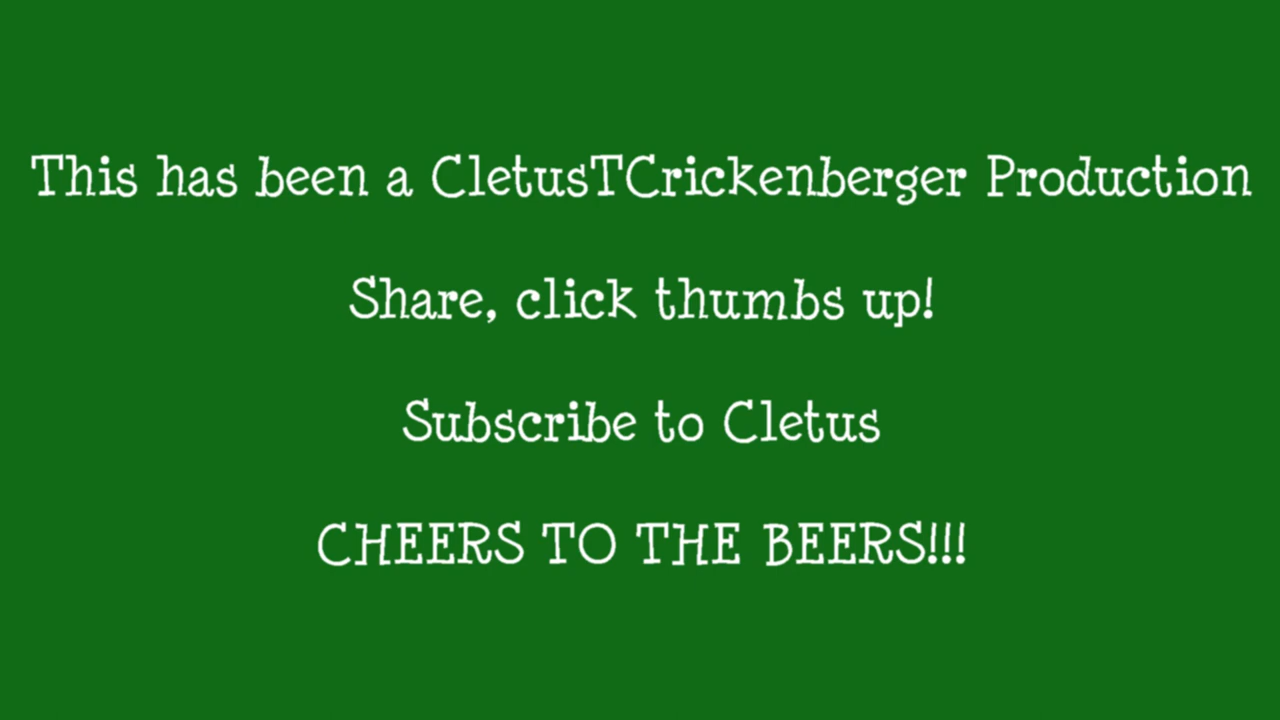 This has been a CletusTCrickenberger Production
Share, click thumbs up!
Subscribe to Cletus
CHEERS TO THE BEERS!!!